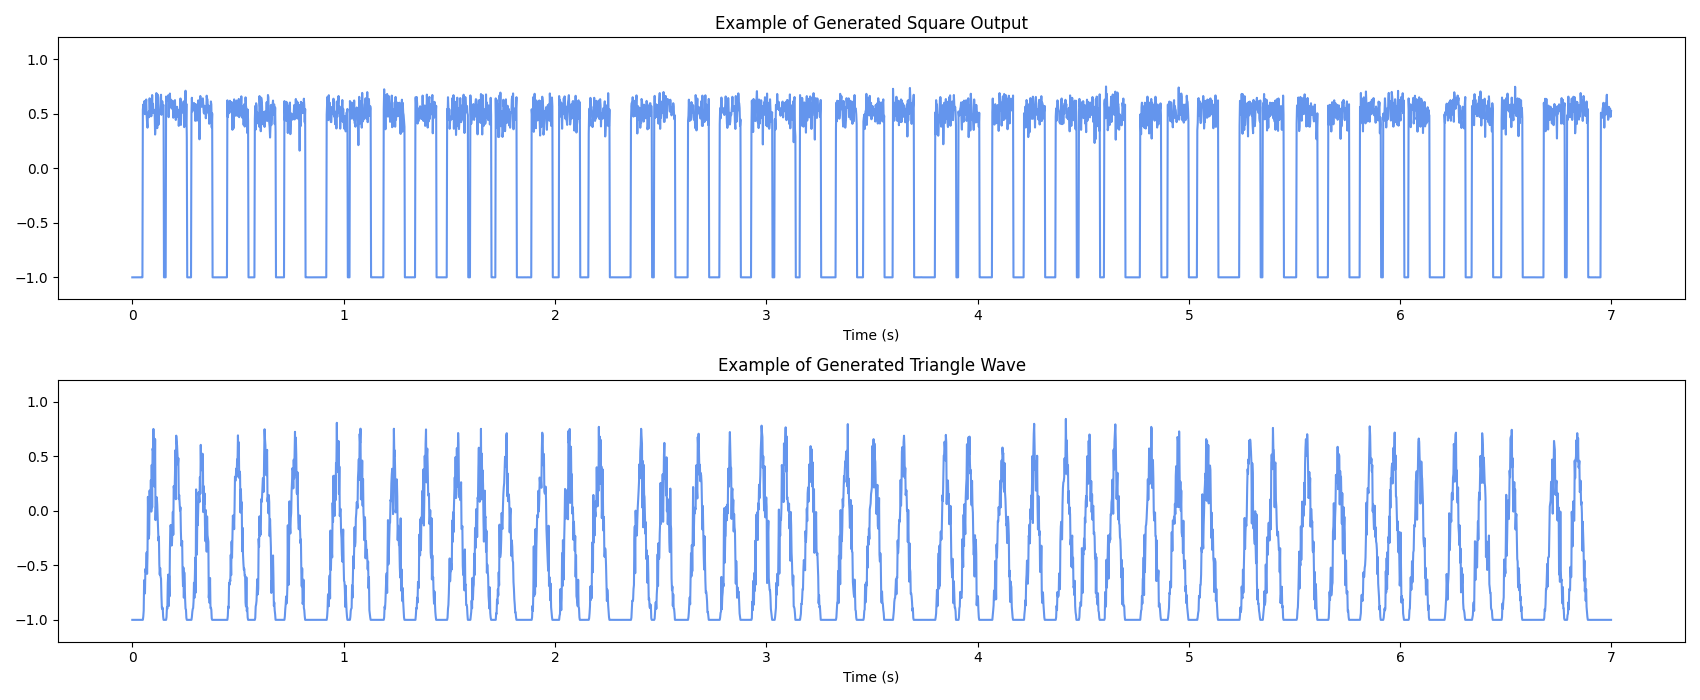 Example of Generated Square Output
1.0
0.5
0.0
−0.5
−1.0
0 1 2 3 4 5 6 7
Time (s)
Example of Generated Triangle Wave
1.0
0.5
0.0
−0.5
−1.0
0 1 2 3 4 5 6 7
Time (s)